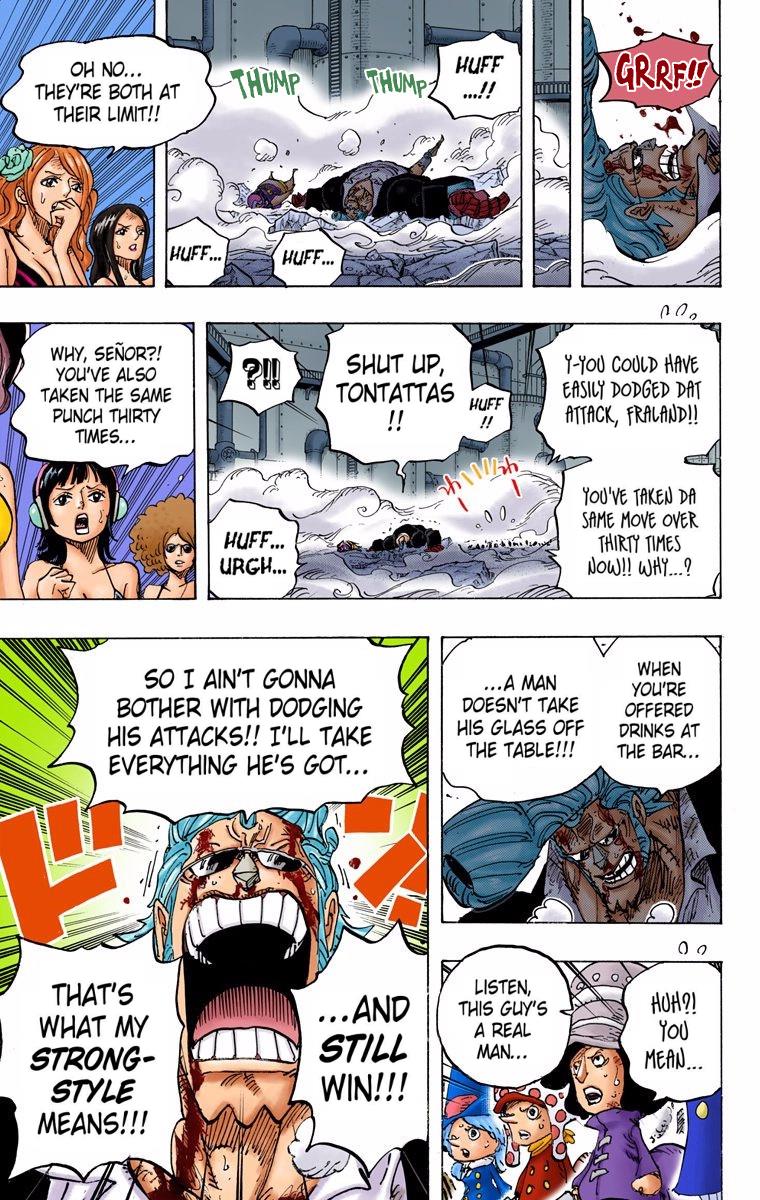 GRRF!!
HUFF
....!!
THUMP
THUMP
HUFF...
HUFF...
OH NO...
THEY'RE BOTH AT
THEIR LIMIT!!
Y-YOU COULD HAVE
EASILY DODGED DAT
ATTACK, FRALAND!!
YOU'VE TAKEN DA
SAME MOVE OVER
THIRTY TIMES
NOW!! WHY...?
SHUT UP,
TONTATTAS
!!
HUFF
!!
?!!
わーわ
HUFF...
URGH...
WHY, SEÑOR?!
YOU'VE ALSO
TAKEN THE SAME
PUNCH THIRTY
TIMES...
WHEN
YOU'RE
OFFERED
DRINKS AT
THE BAR...
...A MAN
DOESN'T TAKE
HIS GLASS OFF
THE TABLE!!!
HUH?!
YOU
MEAN...
LISTEN,
THIS GUY'S
A REAL
MAN...
SO I AIN'T GONNA
BOTHER WITH DODGING
HIS ATTACKS!! I'LL TAKE
EVERYTHING HE'S GOT...
ドン!!
...AND
STILL
WIN!!!
THAT'S
WHAT MY
STRONG-
STYLE
MEANS!!!